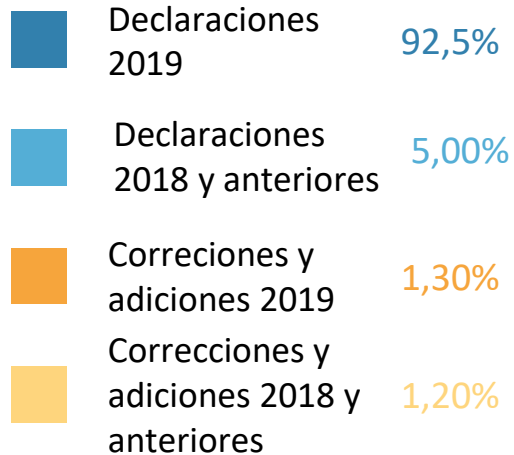 Declaraciones
2019
92,5%
Declaraciones
2018 y anteriores
5,00%
Correciones y
adiciones 2019
1,30%
Correcciones y
adiciones 2018 y
anteriores
1,20%